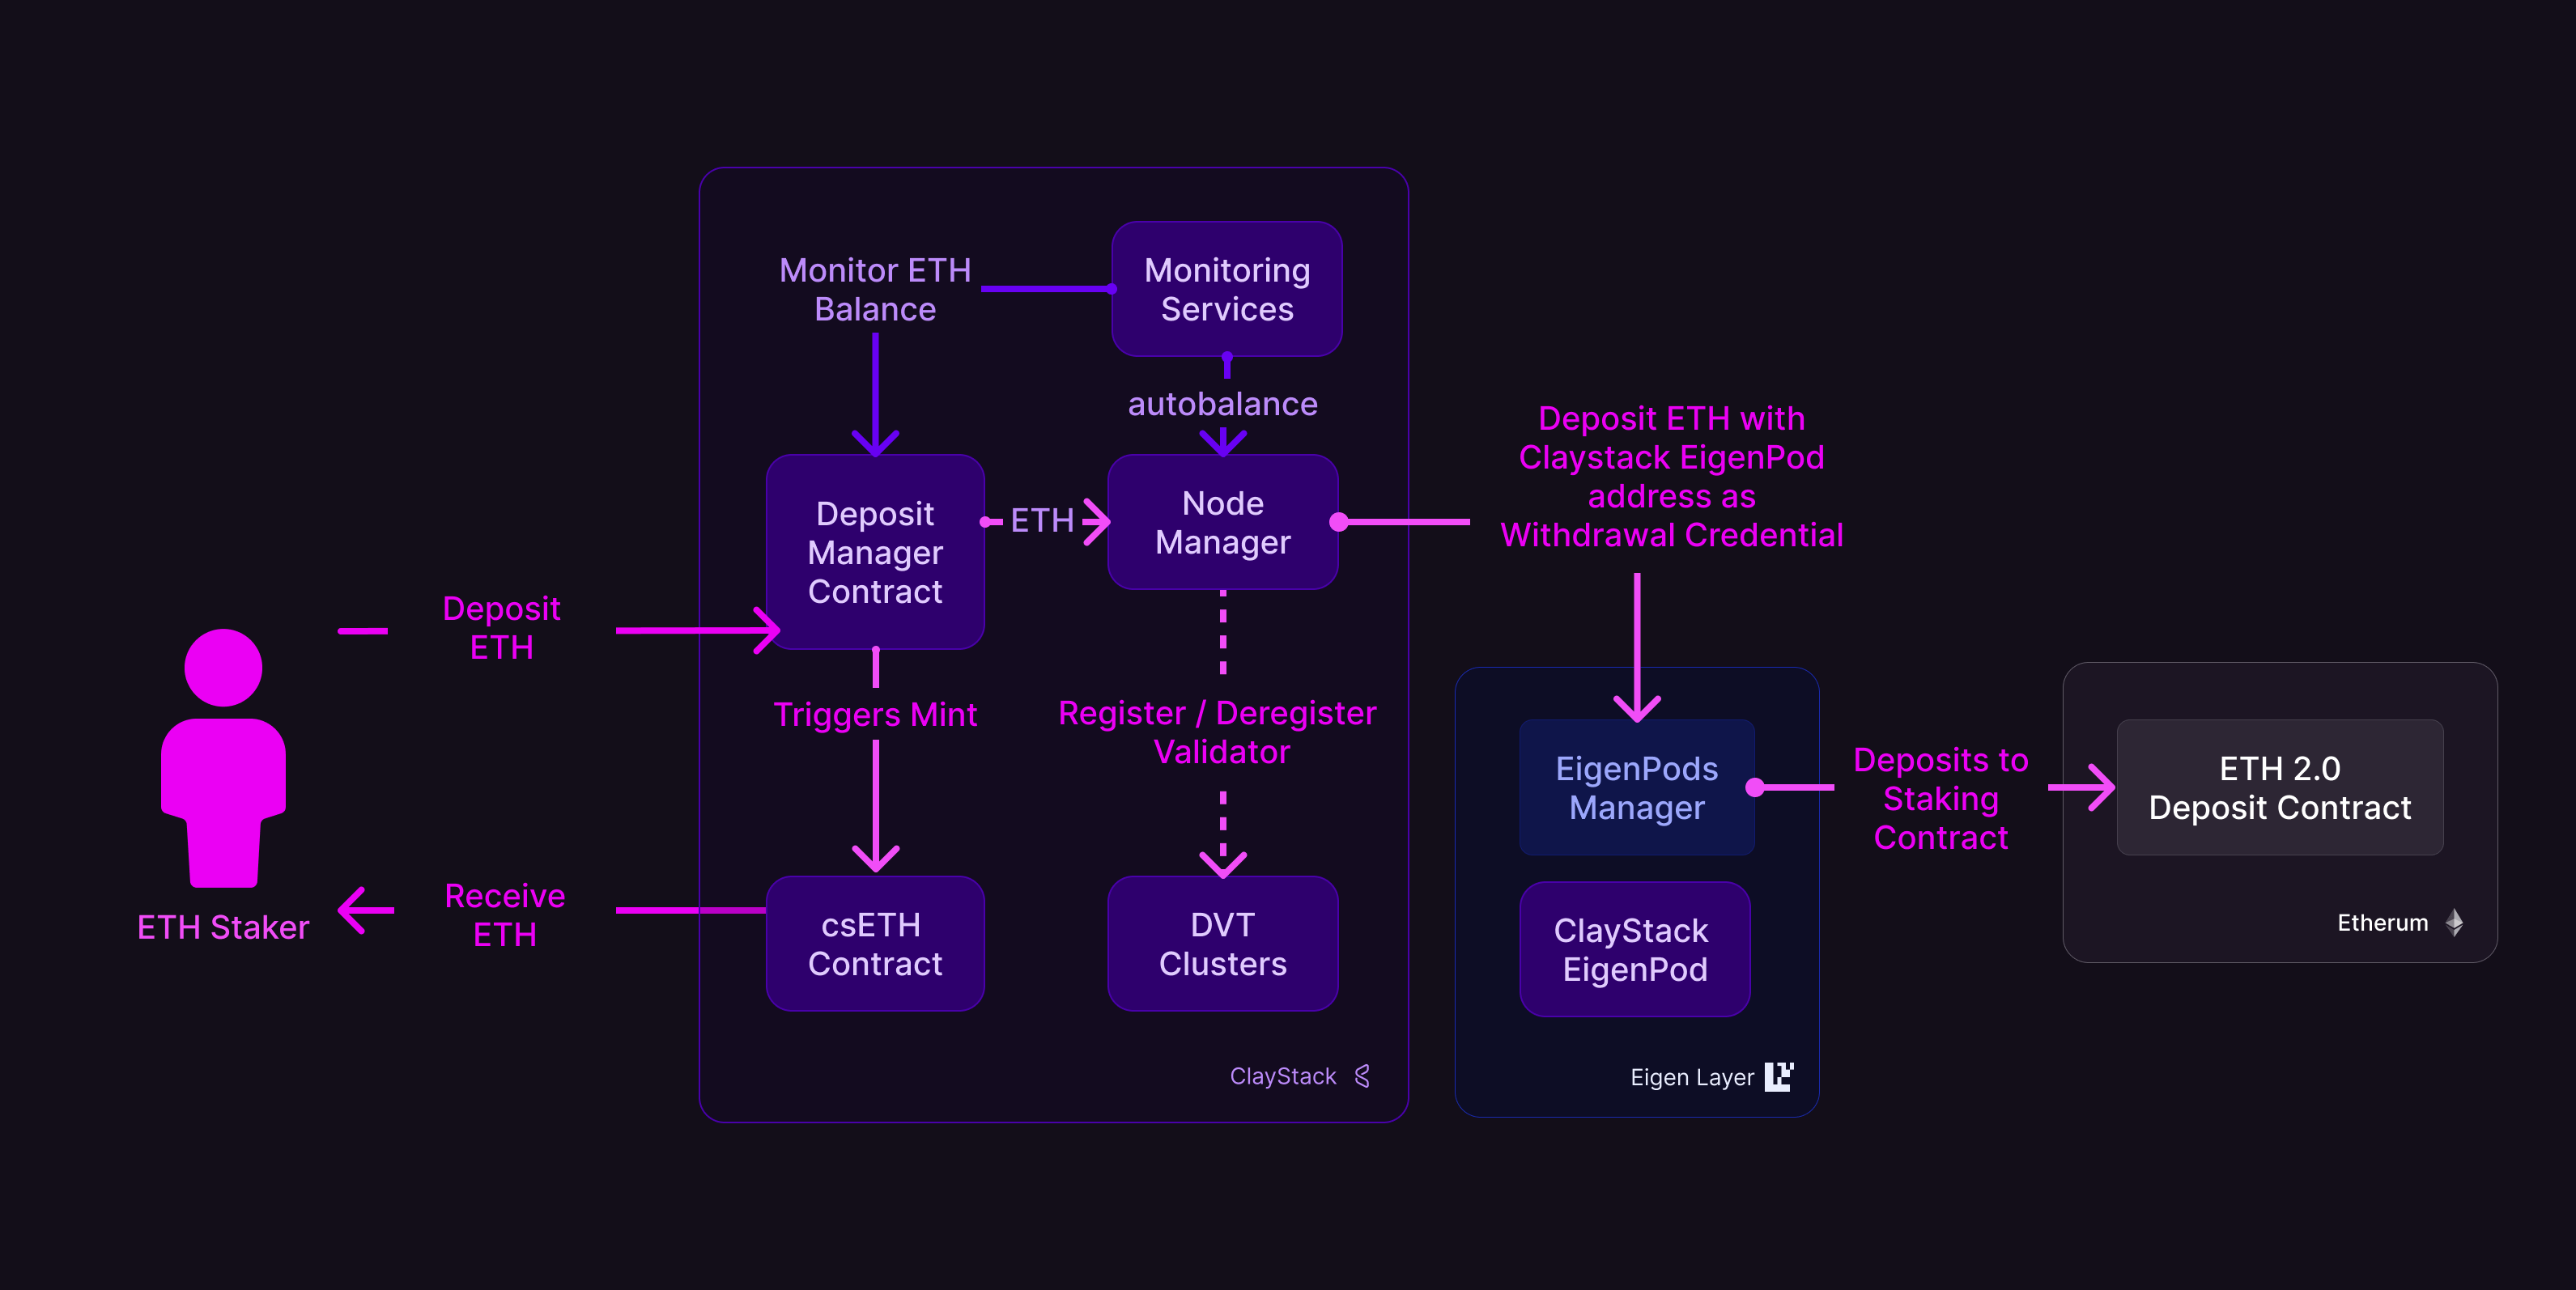 Monitor ETH
Balance
Monitoring
Services
autobalance
Deposit ETH with
Claystack EigenPod
address as
Withdrawal Credential
Deposit
Manager
Contract
ETH
Node
Manager
Deposit
ETH
Triggers Mint
Register / Deregister
Validator
EigenPods
Manager
Deposits to
Staking
Contract
ETH 2.0
Deposit Contract
ETH Staker
Receive
ETH
csETH
Contract
DVT
Clusters
ClayStack
EigenPod
Etherum
ClayStack
Eigen Layer